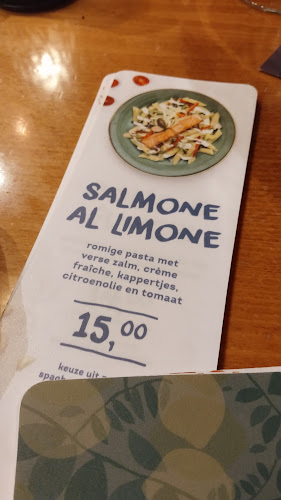 SALMONE
AL LIMONE
romige pasta met
verse zalm, crème
fraîche, kappertjes,
citroenolie en tomaat
15,00
keuze uit